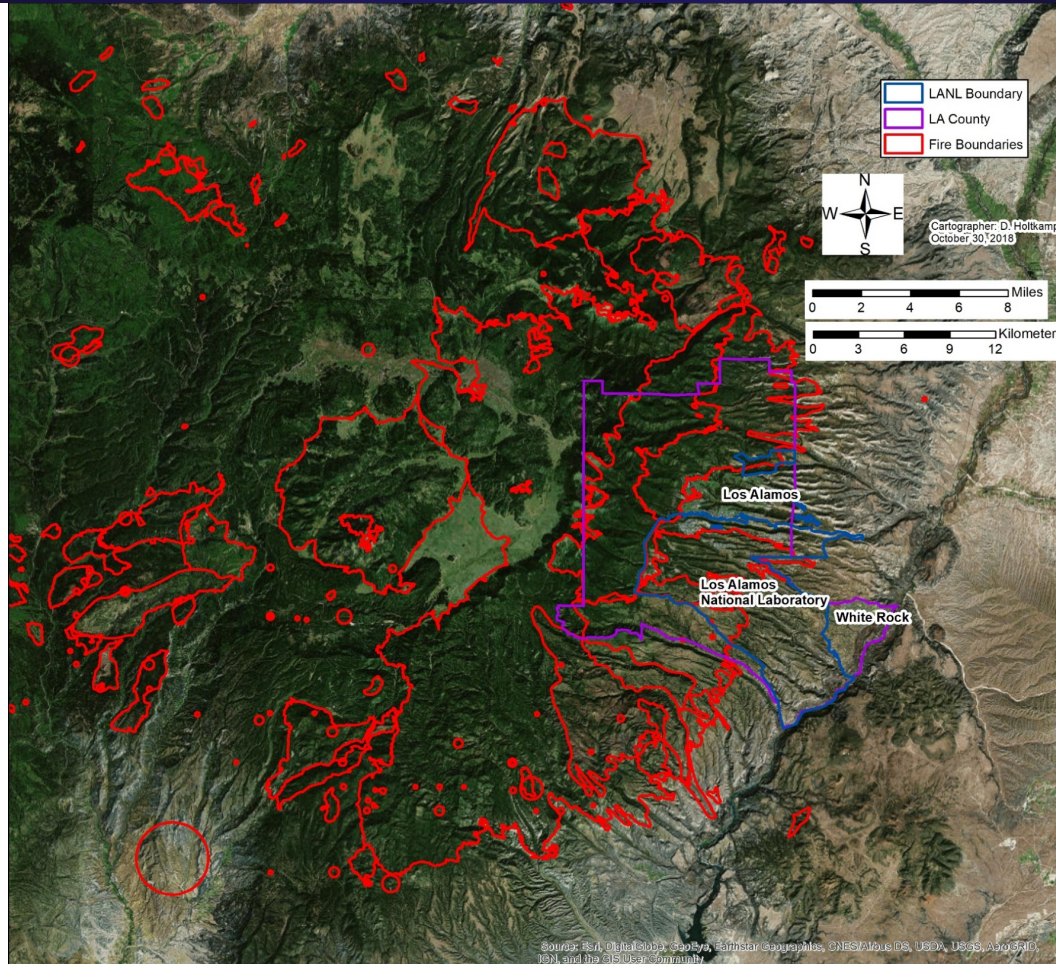 LANL Boundary
LA County
Fire Boundaries
N
W E
S
Cartographer: D. Holtkamp
October 30, 2018
Miles
0 2 4 6 8
Kilometer
0 3 6 9 12
Los Alamos
Los Alamos
National Laboratory
White Rock
Source: Esri, DigitalGlobe, GeoEye, Earthstar Geographics, CNES/Airbus DS, USDA, USGS, AeroGRID,
IGN, and the GIS User Community